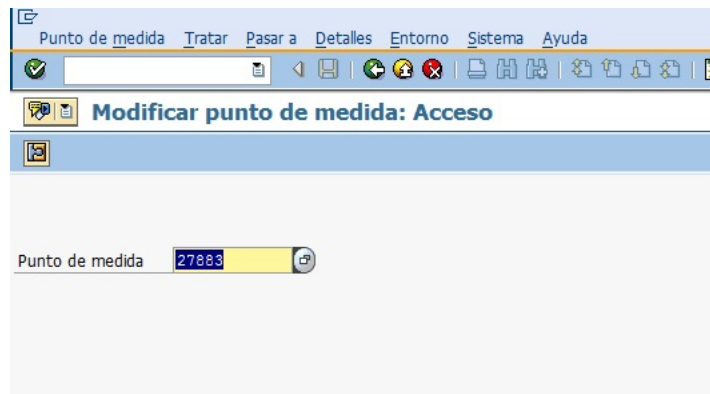 Punto de medida Tratar Pasar a Detalles Entorno Sistema Ayuda
Modificar punto de medida: Acceso
Punto de medida 27883